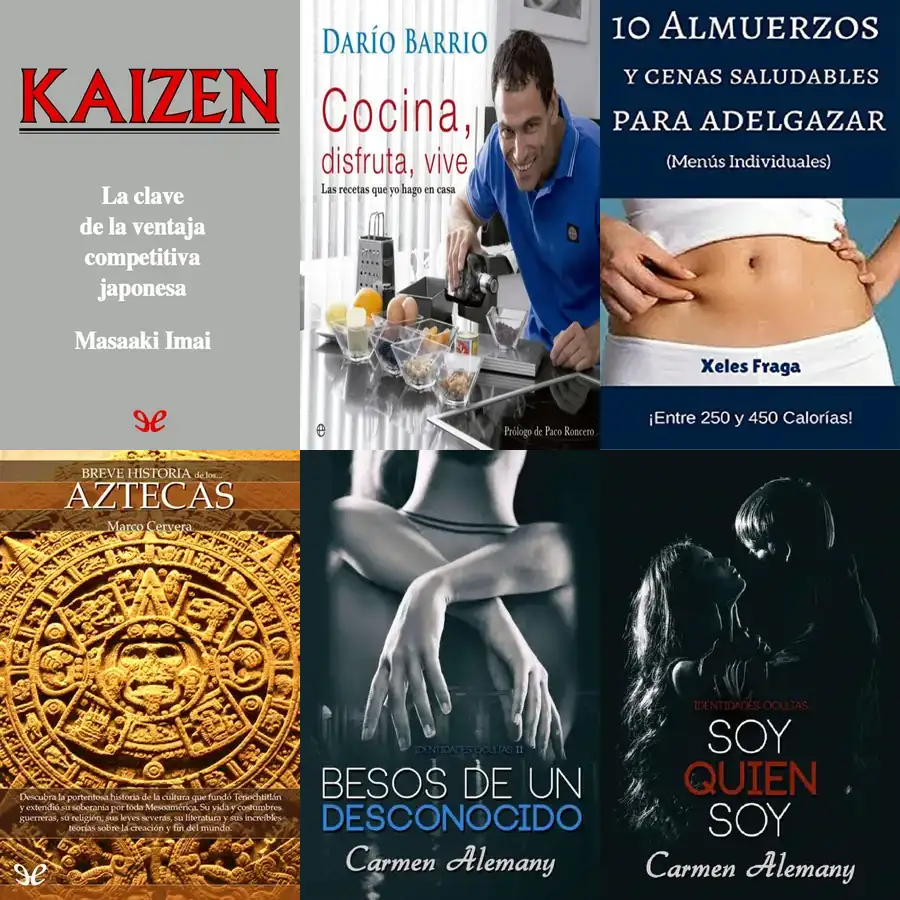 KAIZEN
La clave
de la ventaja
competitiva
japonesa
Masaaki Imai
DARÍO BARRIO
Cocina,
disfruta, vive
Las recetas que yo hago en casa
Prólogo de Paco Roncero
10 ALMUERZOS
Y CENAS SALUDABLES
PARA ADELGAZAR
(Menús Individuales)
Xeles Fraga
¡Entre 250 y 450 Calorías!
BREVE HISTORIA de los...
AZTECAS
Marco Cervera
Descubra la portentosa historia de la cultura que fundó Tenochtitlán
y extendió su soberanía por toda Mesoamérica. Su vida y costumbres
guerreras, su religión, sus leyes severas, su literatura y sus increíbles
teorías sobre la creación y fin del mundo.
IDENTIDADES OCULTAS II
BESOS DE UN
DESCONOCIDO
Carmen Alemany
IDENTIDADES OCULTAS
SOY
QUIEN
SOY
Carmen Alemany